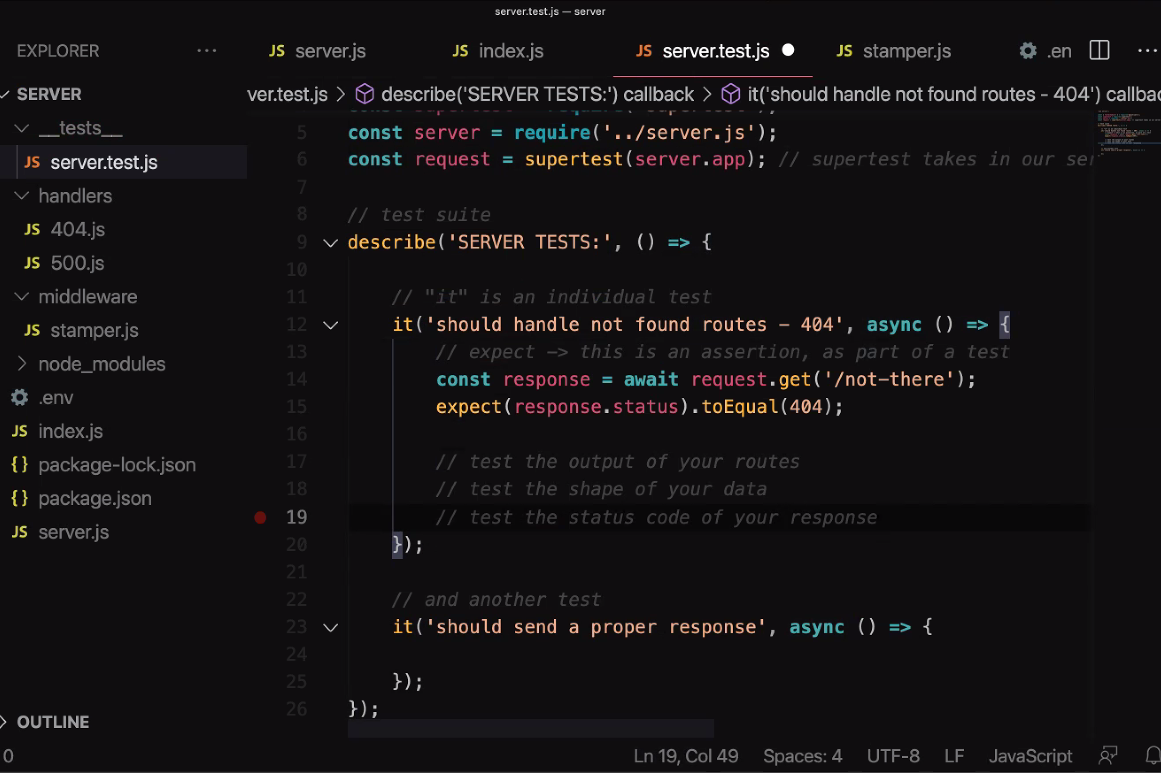 server.test.js — server
EXPLORER ...
JS server.js JS index.js JS server.test.js JS stamper.js .en ...
SERVER
ver.test.js > describe('SERVER TESTS:') callback > it('should handle not found routes - 404') callbac
__tests__
JS server.test.js
handlers
JS 404.js
JS 500.js
middleware
JS stamper.js
node_modules
.env
JS index.js
{} package-lock.json
{} package.json
JS server.js
OUTLINE
5 const server = require('../server.js');
6 const request = supertest(server.app); // supertest takes in our ser
7
8 // test suite
9 describe('SERVER TESTS:', () => {
10
11 // "it" is an individual test
12 it('should handle not found routes - 404', async () => {
13 // expect -> this is an assertion, as part of a test
14 const response = await request.get('/not-there');
15 expect(response.status).toEqual(404);
16
17 // test the output of your routes
18 // test the shape of your data
19 // test the status code of your response
20 });
21
22 // and another test
23 it('should send a proper response', async () => {
24
25 });
26 });
0 Ln 19, Col 49 Spaces: 4 UTF-8 LF JavaScript